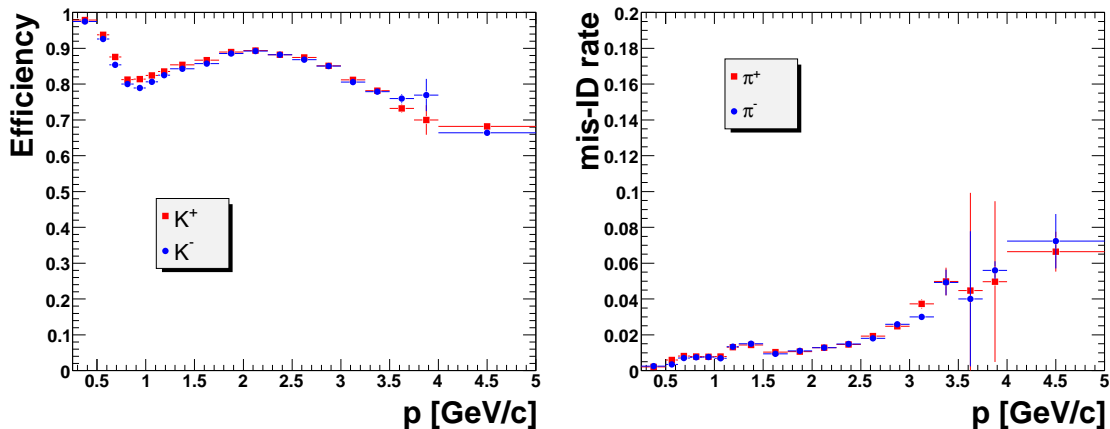 Efficiency
1
0.9
0.8
0.7
0.6
0.5
0.4
0.3
0.2
0.1
0
K+
K-
0.5 1 1.5 2 2.5 3 3.5 4 4.5 5
p [GeV/c]
mis-ID rate
0.2
0.18
0.16
0.14
0.12
0.1
0.08
0.06
0.04
0.02
0
π+
π-
0.5 1 1.5 2 2.5 3 3.5 4 4.5 5
p [GeV/c]